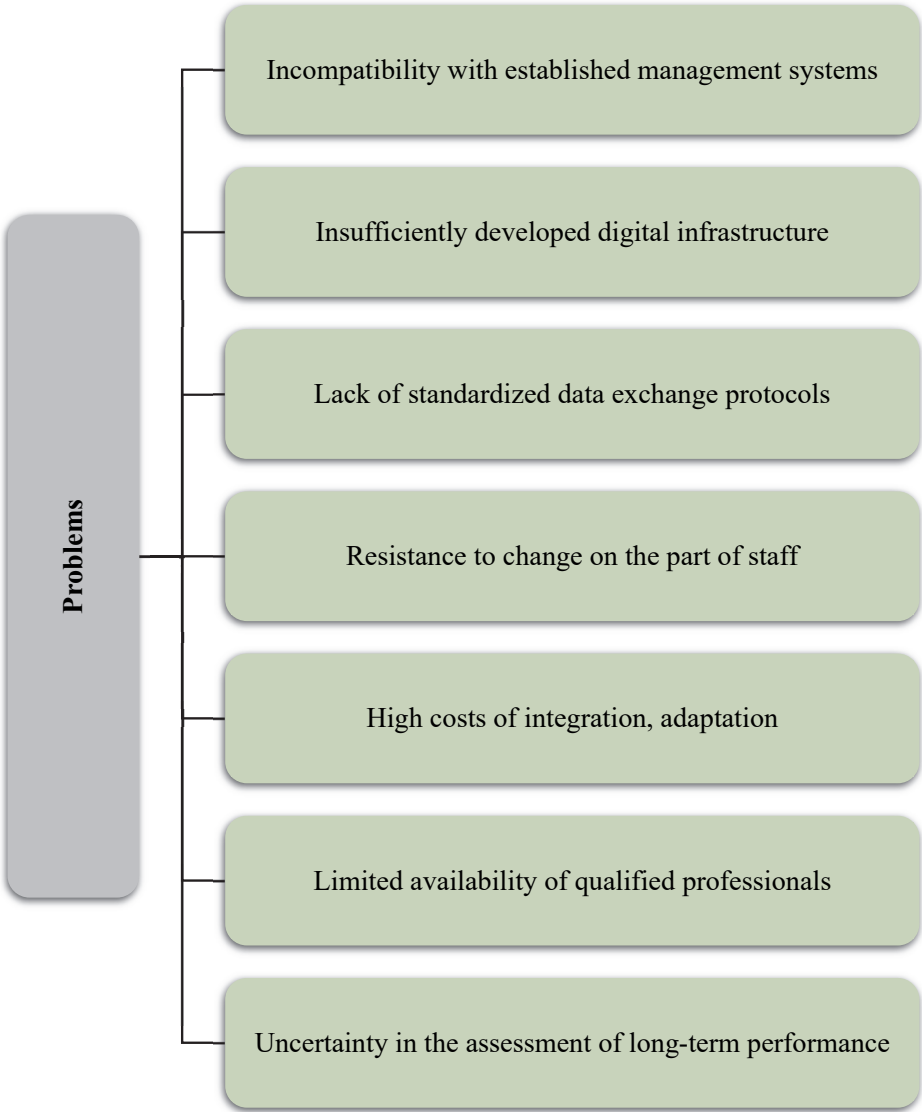 Problems
Incompatibility with established management systems
Insufficiently developed digital infrastructure
Lack of standardized data exchange protocols
Resistance to change on the part of staff
High costs of integration, adaptation
Limited availability of qualified professionals
Uncertainty in the assessment of long-term performance